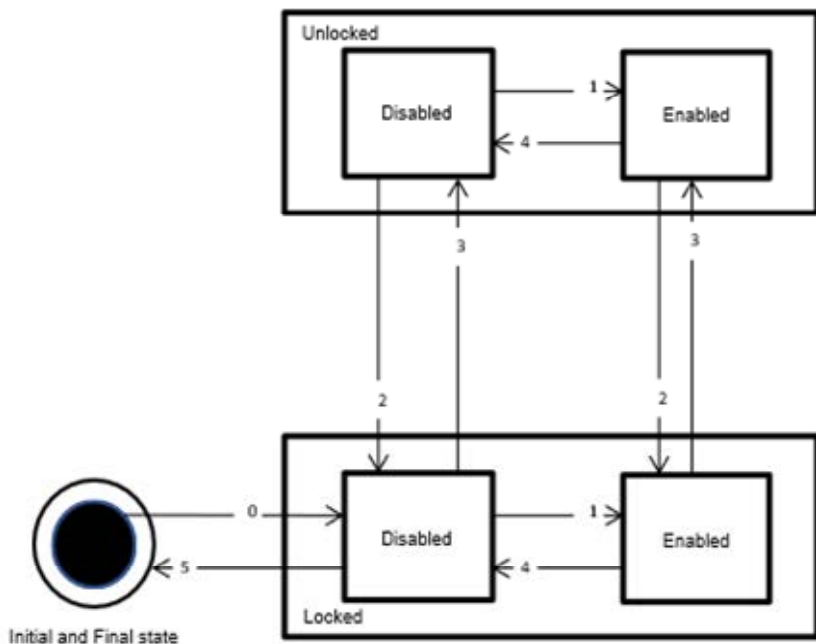 Unlocked
Disabled
1
Enabled
4
3
3
2
2
0
Disabled
1
Enabled
5
4
Locked
Initial and Final state